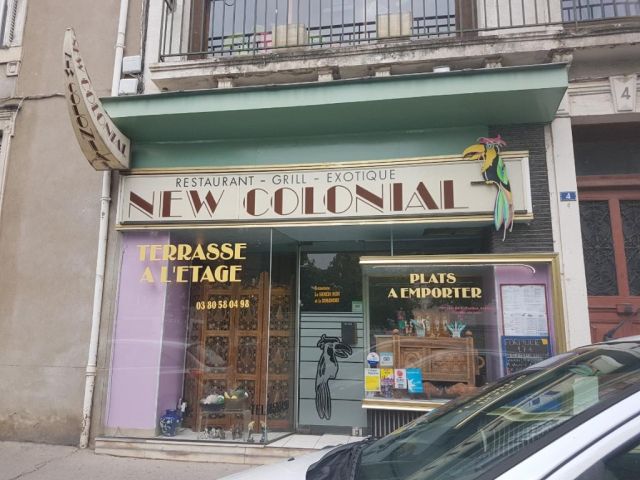 NEW COLONIAL
4
RESTAURANT - GRILL - EXOTIQUE
NEW COLONIAL
4
TERRASSE
A L'ETAGE
03 80 58 04 98
PLATS
A EMPORTER